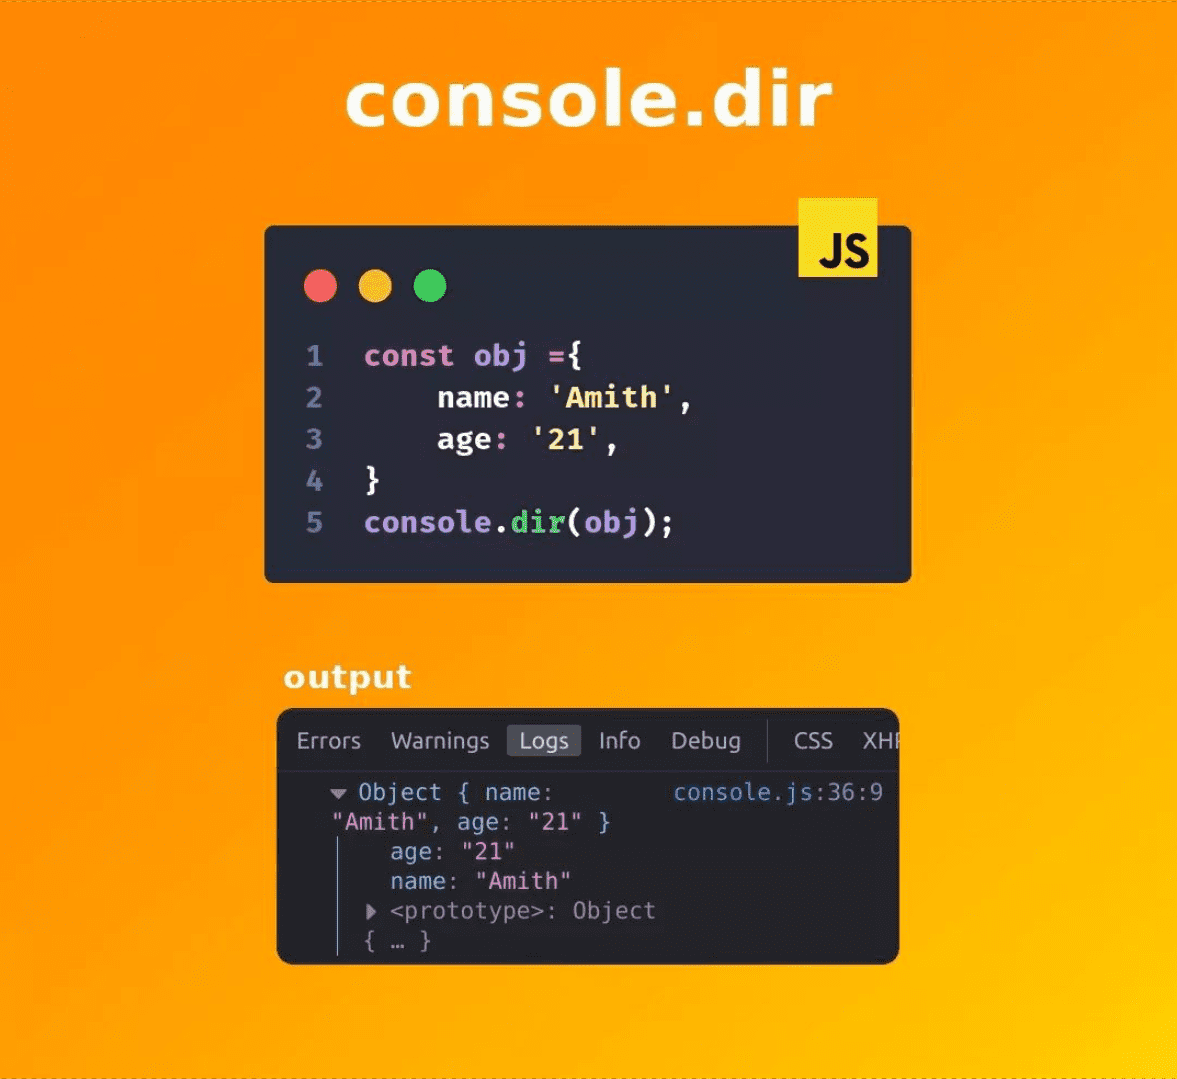 console.dir
JS
1 const obj ={
2     name: 'Amith',
3     age: '21',
4 }
5 console.dir(obj);
output
Errors Warnings Logs Info Debug CSS XH
Object { name: console.js:36:9
"Amith", age: "21" }
age: "21"
name: "Amith"
<prototype>: Object
{ … }